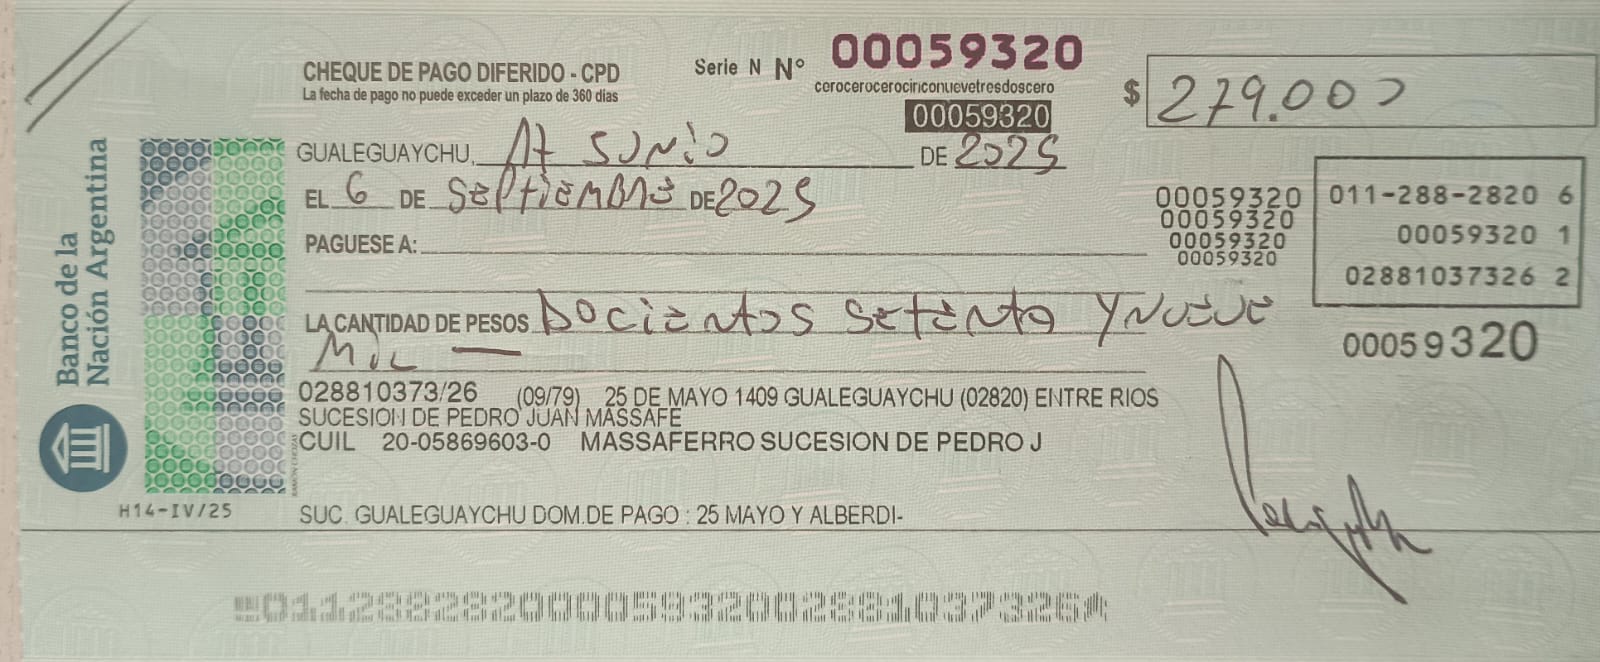 CHEQUE DE PAGO DIFERIDO - CPD
La fecha de pago no puede exceder un plazo de 360 días
Serie N Nº 00059320
cerocerocerocinconuevetresdoscero
00059320
$ 279.000
GUALEGUAYCHU, 17 JUNIO DE 2025
EL 6 DE SEPTIEMBRE DE 2025
PAGUESE A:
00059320
00059320
00059320
00059320
011-288-2820 6
00059320 1
02881037326 2
LA CANTIDAD DE PESOS DOCIENTOS SETENTA Y NUEVE
MIL
00059320
028810373/26 (09/79) 25 DE MAYO 1409 GUALEGUAYCHU (02820) ENTRE RIOS
SUCESION DE PEDRO JUAN MASSAFE
CUIL 20-05869603-0 MASSAFERRO SUCESION DE PEDRO J
SUC. GUALEGUAYCHU DOM.DE PAGO : 25 MAYO Y ALBERDI-
Banco de la
Nación Argentina
H14-IV/25
01128828200005932002881037326